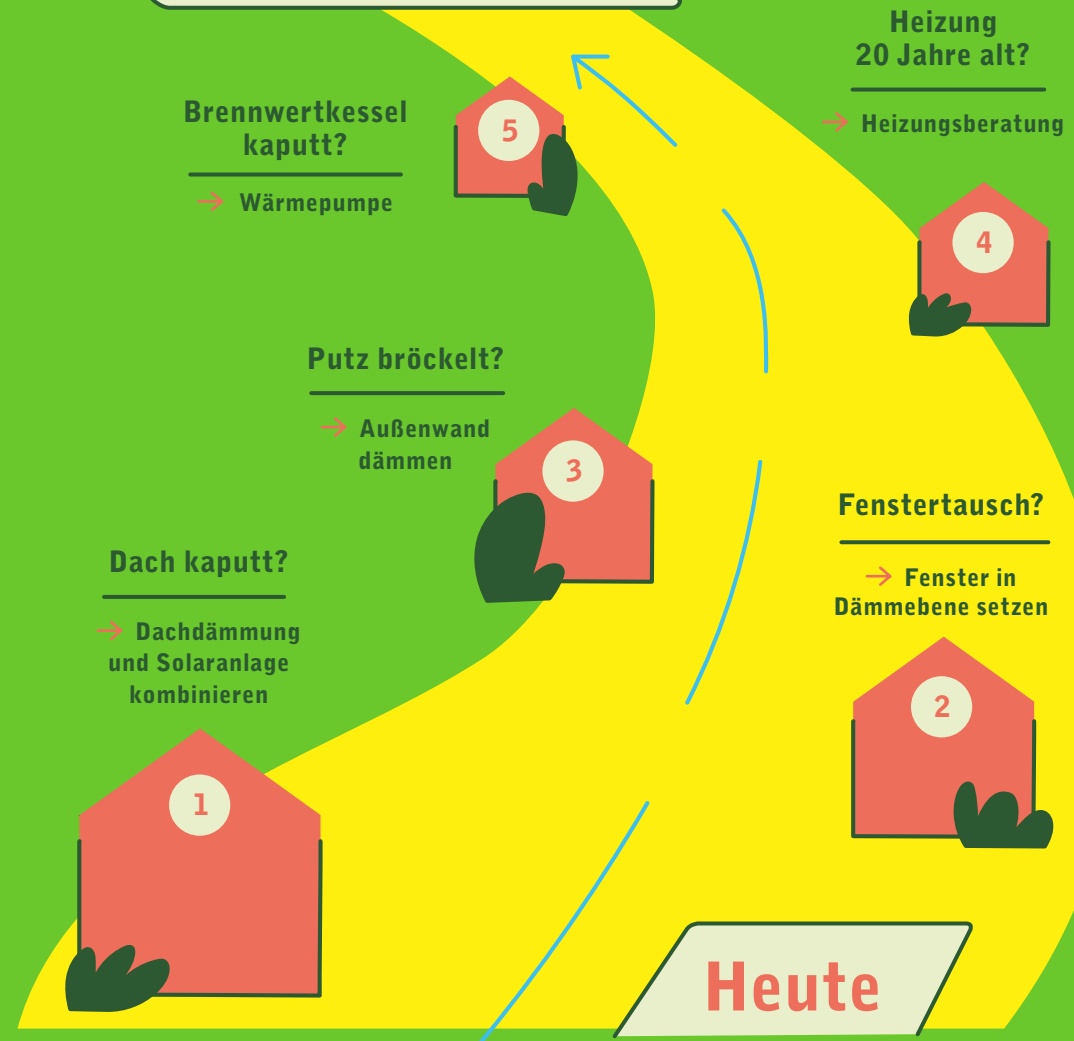 Heizung
20 Jahre alt?
→ Heizungsberatung
4
Brennwertkessel
kaputt?
→ Wärmepumpe
5
Putz bröckelt?
→ Außenwand
dämmen
3
Fenstertausch?
→ Fenster in
Dämmebene setzen
2
Dach kaputt?
→ Dachdämmung
und Solaranlage
kombinieren
1
Heute